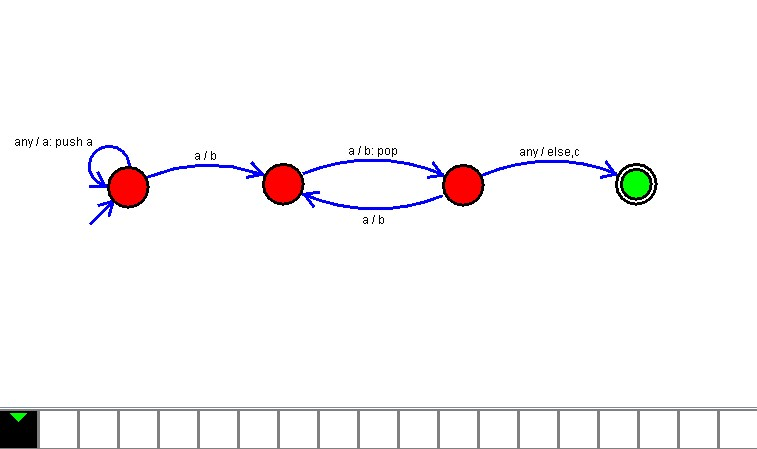 any / a: push a
a / b
a / b: pop
any / else,c
a / b